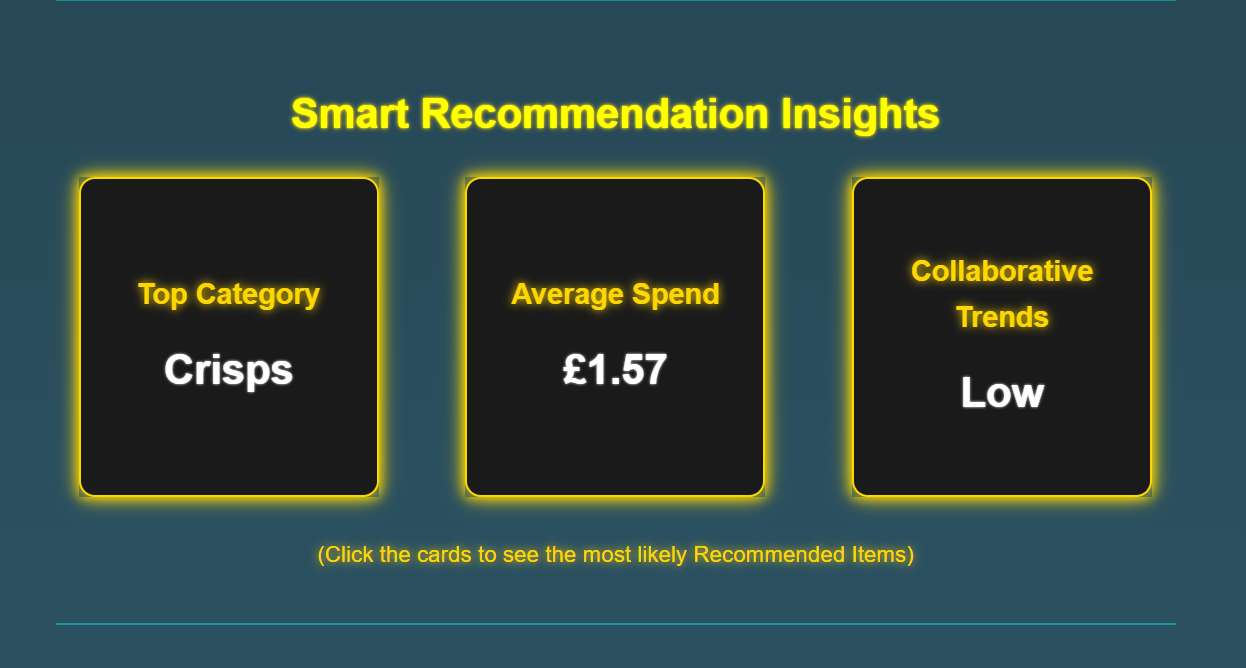 Smart Recommendation Insights
Top Category
Crisps
Average Spend
£1.57
Collaborative
Trends
Low
(Click the cards to see the most likely Recommended Items)